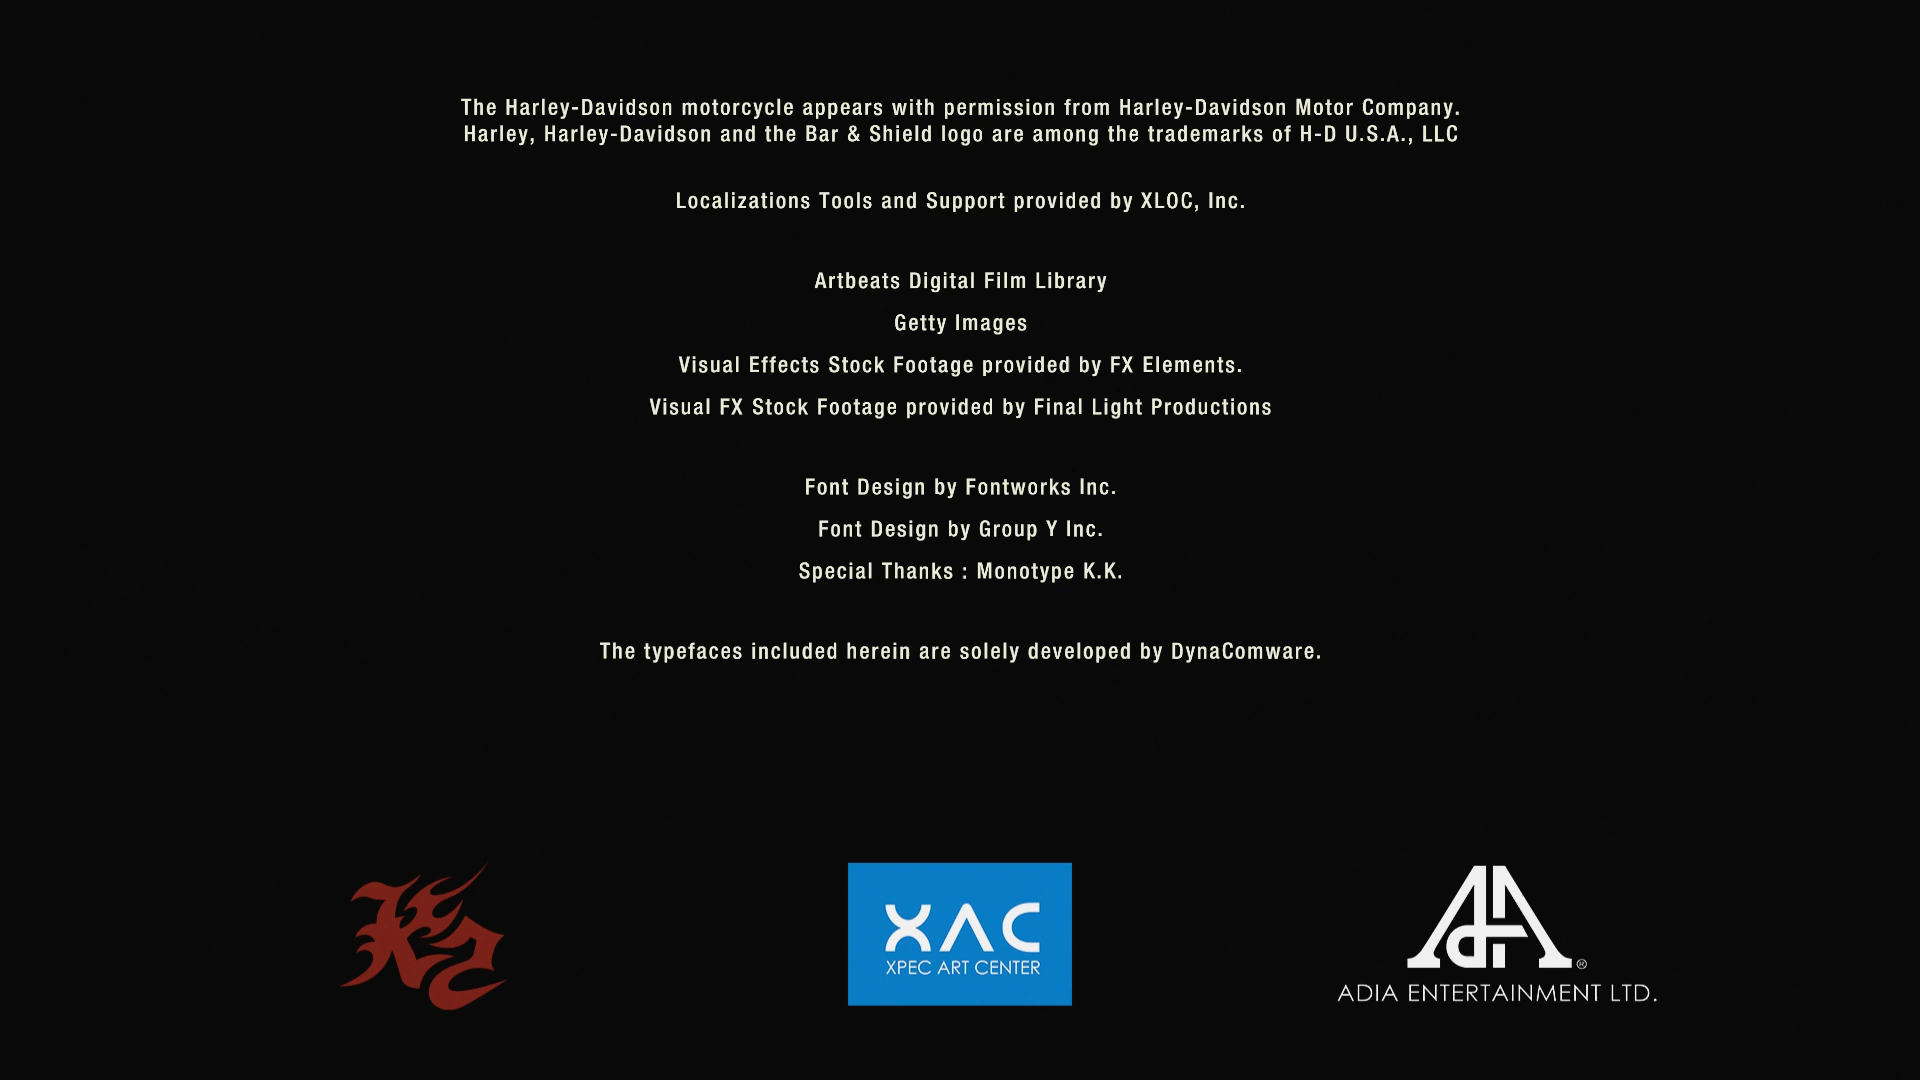 The Harley-Davidson motorcycle appears with permission from Harley-Davidson Motor Company.
Harley, Harley-Davidson and the Bar & Shield logo are among the trademarks of H-D U.S.A., LLC
Localizations Tools and Support provided by XLOC, Inc.
Artbeats Digital Film Library
Getty Images
Visual Effects Stock Footage provided by FX Elements.
Visual FX Stock Footage provided by Final Light Productions
Font Design by Fontworks Inc.
Font Design by Group Y Inc.
Special Thanks : Monotype K.K.
The typefaces included herein are solely developed by DynaComware.
K2
XAC
XPEC ART CENTER
®
ADIA ENTERTAINMENT LTD.